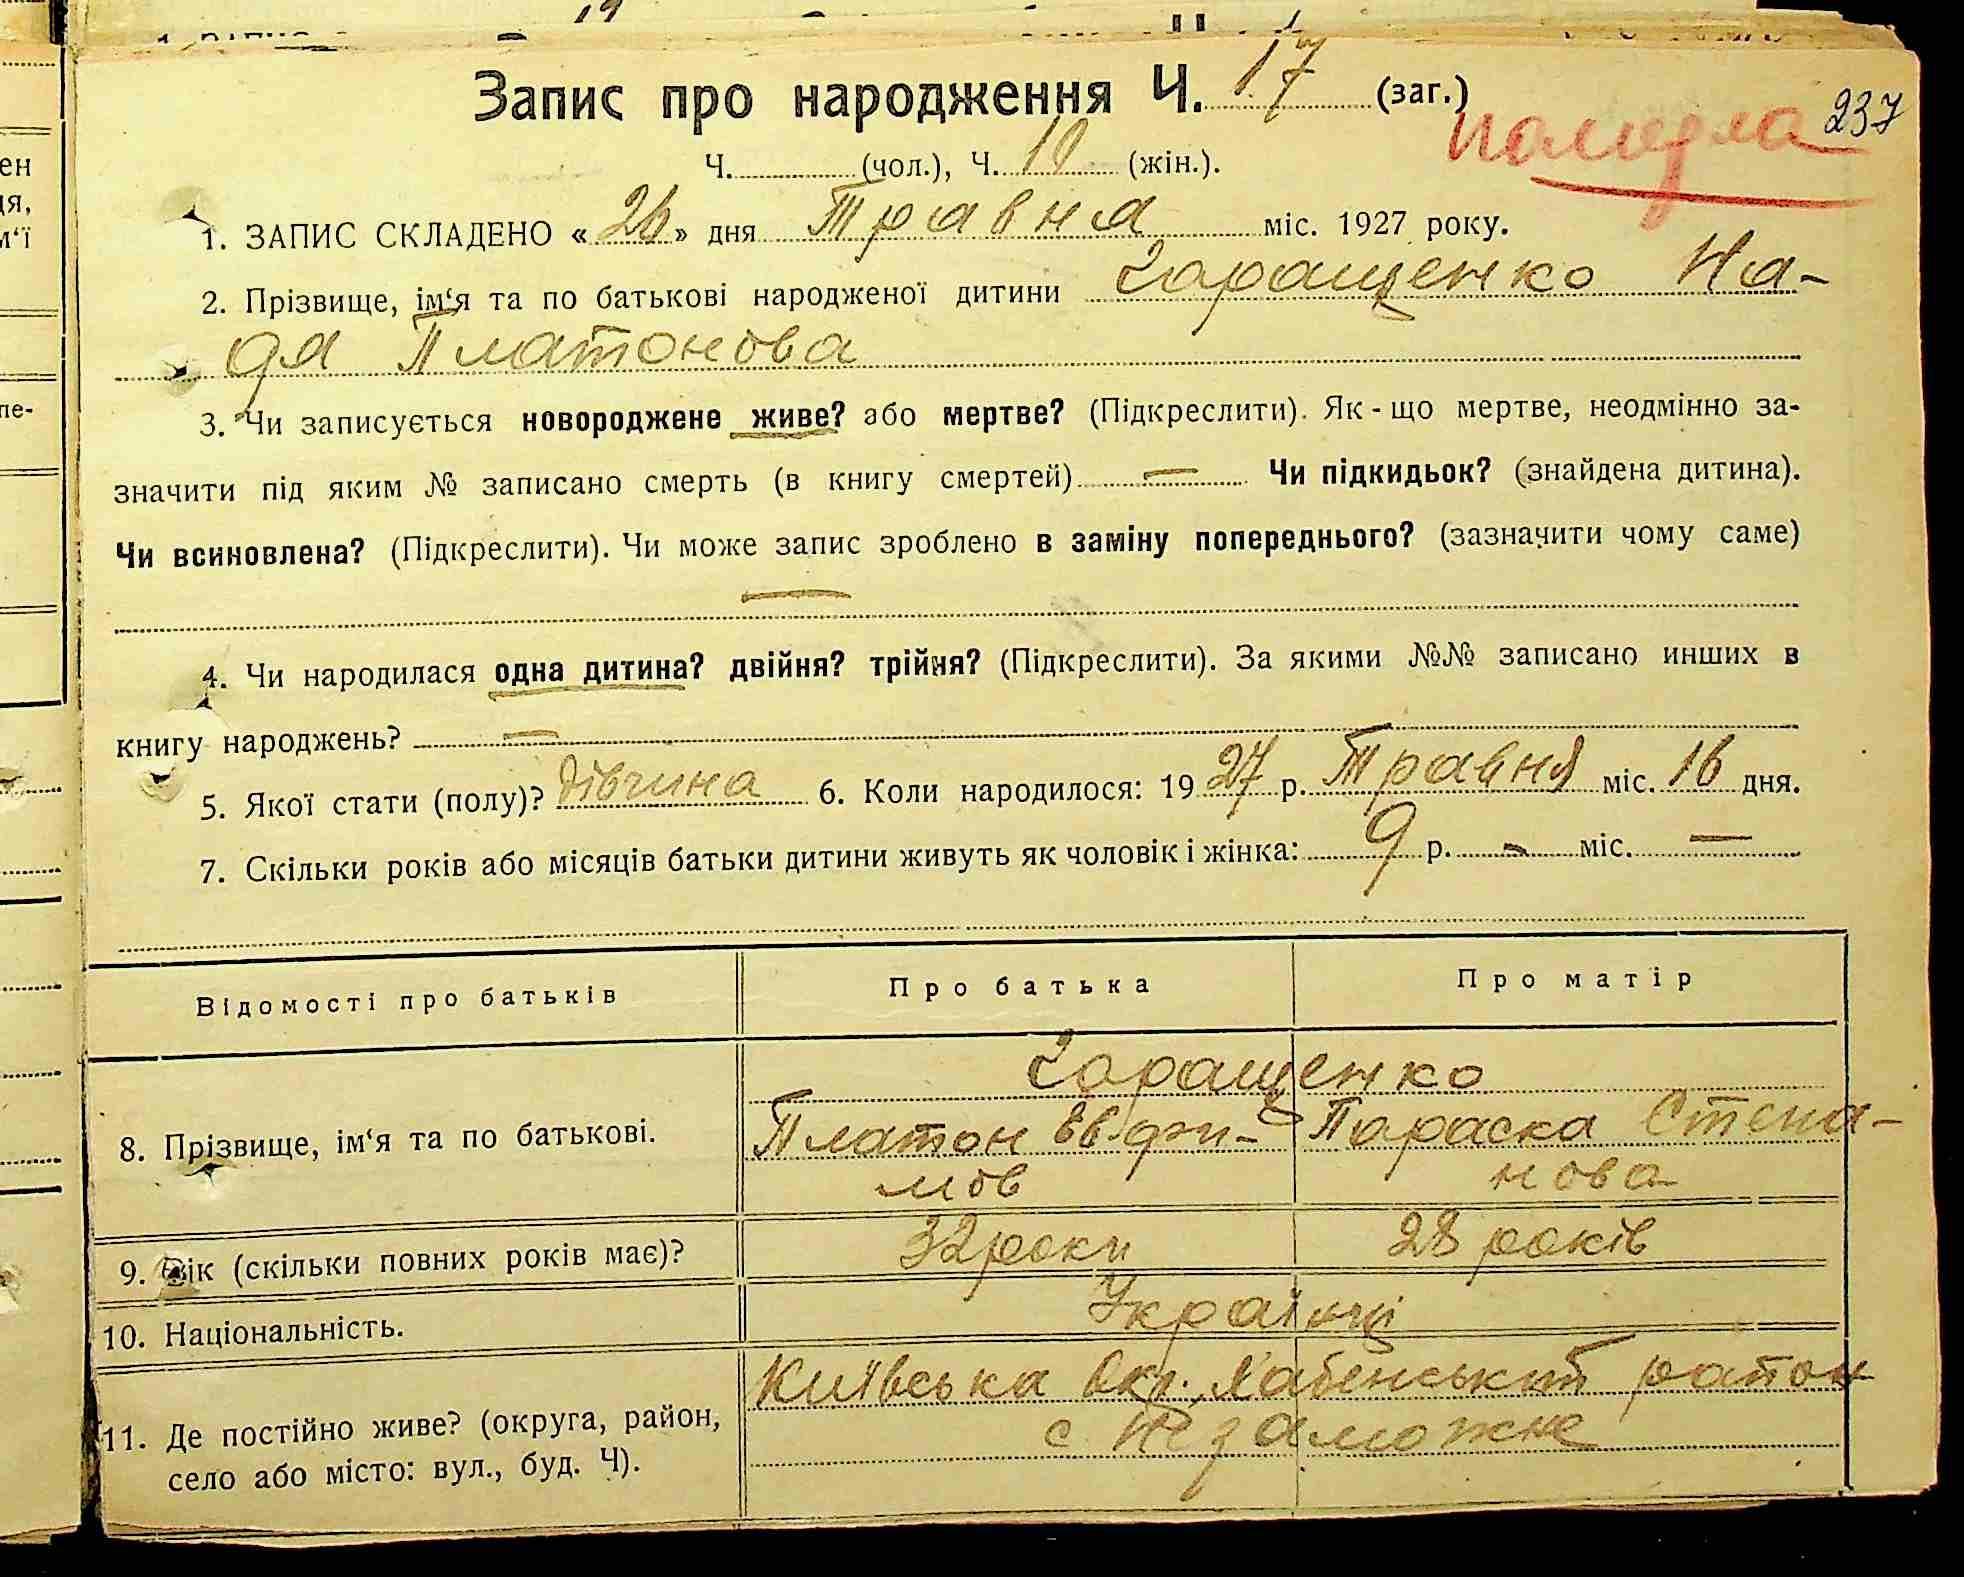 Запис про народження Ч. 17 (заг.)
померла 237
Ч. (чол.), Ч. 10 (жін.).
1. ЗАПИС СКЛАДЕНО «26» дня Травня міс. 1927 року.
2. Прізвище, ім‘я та по батькові народженої дитини Горащенко На-
дя Платонова
3. Чи записується новороджене живе? або мертве? (Підкреслити). Як-що мертве, неодмінно за-
значити під яким № записано смерть (в книгу смертей) — Чи підкидьок? (знайдена дитина).
Чи всиновлена? (Підкреслити). Чи може запис зроблено в заміну попереднього? (зазначити чому саме)
—
4. Чи народилася одна дитина? двійня? трійня? (Підкреслити). За якими №№ записано инших в
книгу народжень? —
5. Якої стати (полу)? дівчина 6. Коли народилося: 1927 р. Травня міс. 16 дня.
7. Скільки років або місяців батьки дитини живуть як чоловік і жінка: 9 р. - міс. —
Відомості про батьків Про батька Про матір
Горащенко
8. Прізвище, ім‘я та по батькові. Платон Евфи- Параска Степа-
мов нова
9. Вік (скільки повних років має)? 32 роки 28 років
10. Національність. Українці
11. Де постійно живе? (округа, район, Київська Окр. Хабенський район
село або місто: вул., буд. Ч). с Незаможне
ен
ця,
м‘ї
пе-